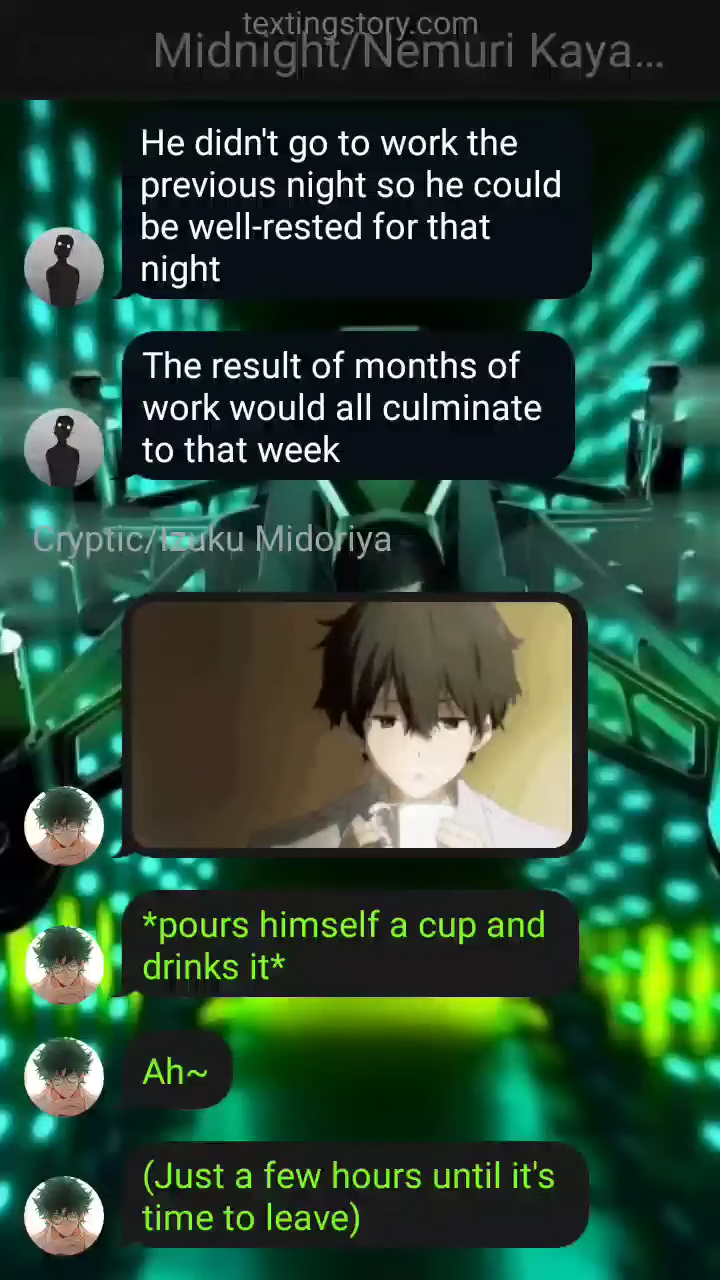 textingstory.com
Midnight/Nemuri Kaya...
He didn't go to work the
previous night so he could
be well-rested for that
night
The result of months of
work would all culminate
to that week
Cryptic/Izuku Midoriya
*pours himself a cup and
drinks it*
Ah~
(Just a few hours until it's
time to leave)